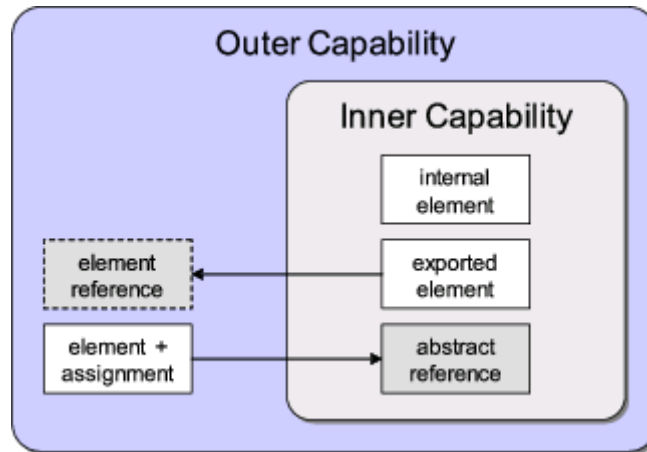 Outer Capability
Inner Capability
internal
element
element
reference
exported
element
element +
assignment
abstract
reference